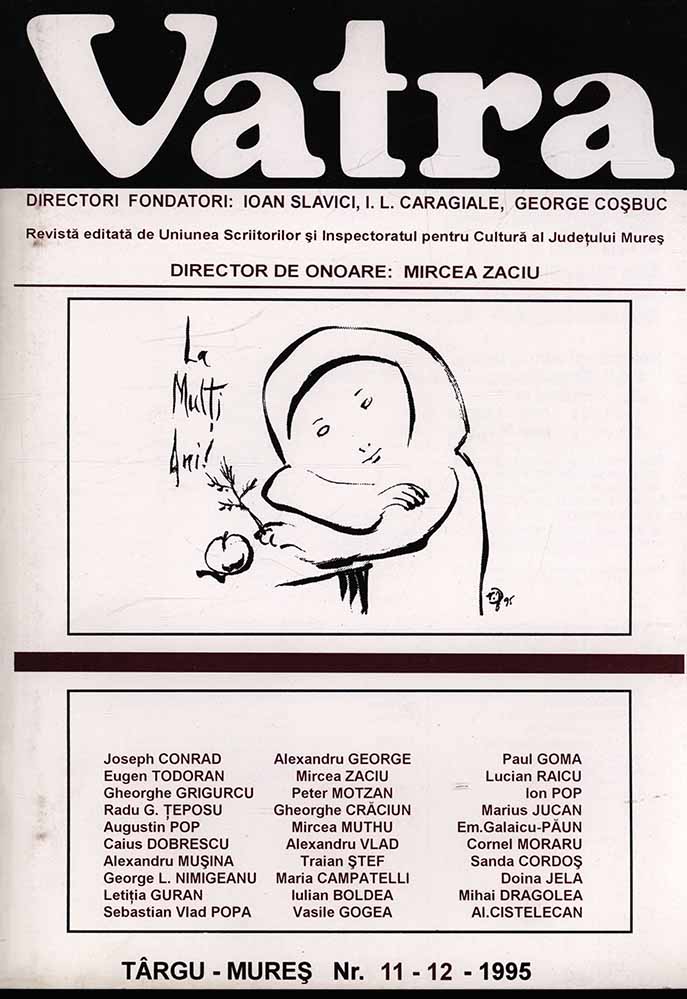 Vatra
DIRECTORI FONDATORI: IOAN SLAVICI, I. L. CARAGIALE, GEORGE COŞBUC
Revistă editată de Uniunea Scriitorilor şi Inspectoratul pentru Cultură al Judeţului Mureş
DIRECTOR DE ONOARE: MIRCEA ZACIU
La
Mulţi
Ani!
95
Joseph CONRAD
Eugen TODORAN
Gheorghe GRIGURCU
Radu G. ŢEPOSU
Augustin POP
Caius DOBRESCU
Alexandru MUŞINA
George L. NIMIGEANU
Letiţia GURAN
Sebastian Vlad POPA
Alexandru GEORGE
Mircea ZACIU
Peter MOTZAN
Gheorghe CRĂCIUN
Mircea MUTHU
Alexandru VLAD
Traian ŞTEF
Maria CAMPATELLI
Iulian BOLDEA
Vasile GOGEA
Paul GOMA
Lucian RAICU
Ion POP
Marius JUCAN
Em.Galaicu-PĂUN
Cornel MORARU
Sanda CORDOŞ
Doina JELA
Mihai DRAGOLEA
Al.CISTELECAN
TÂRGU - MUREŞ Nr. 11 - 12 - 1995